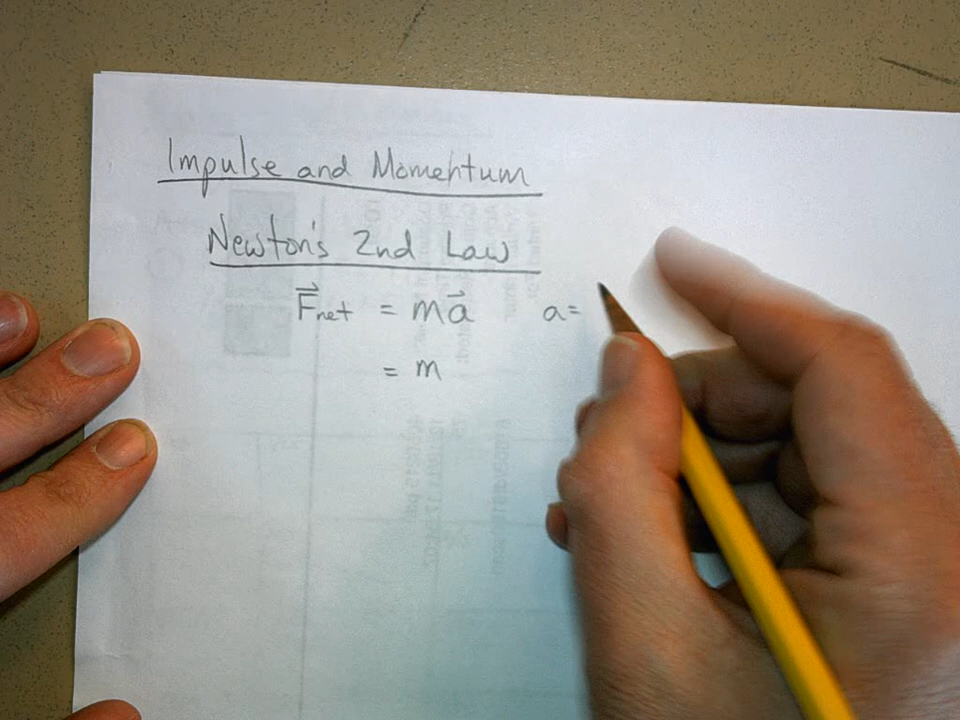 Impulse and Momentum
Newton's 2nd Law
F⃗net = ma⃗ a=
= m